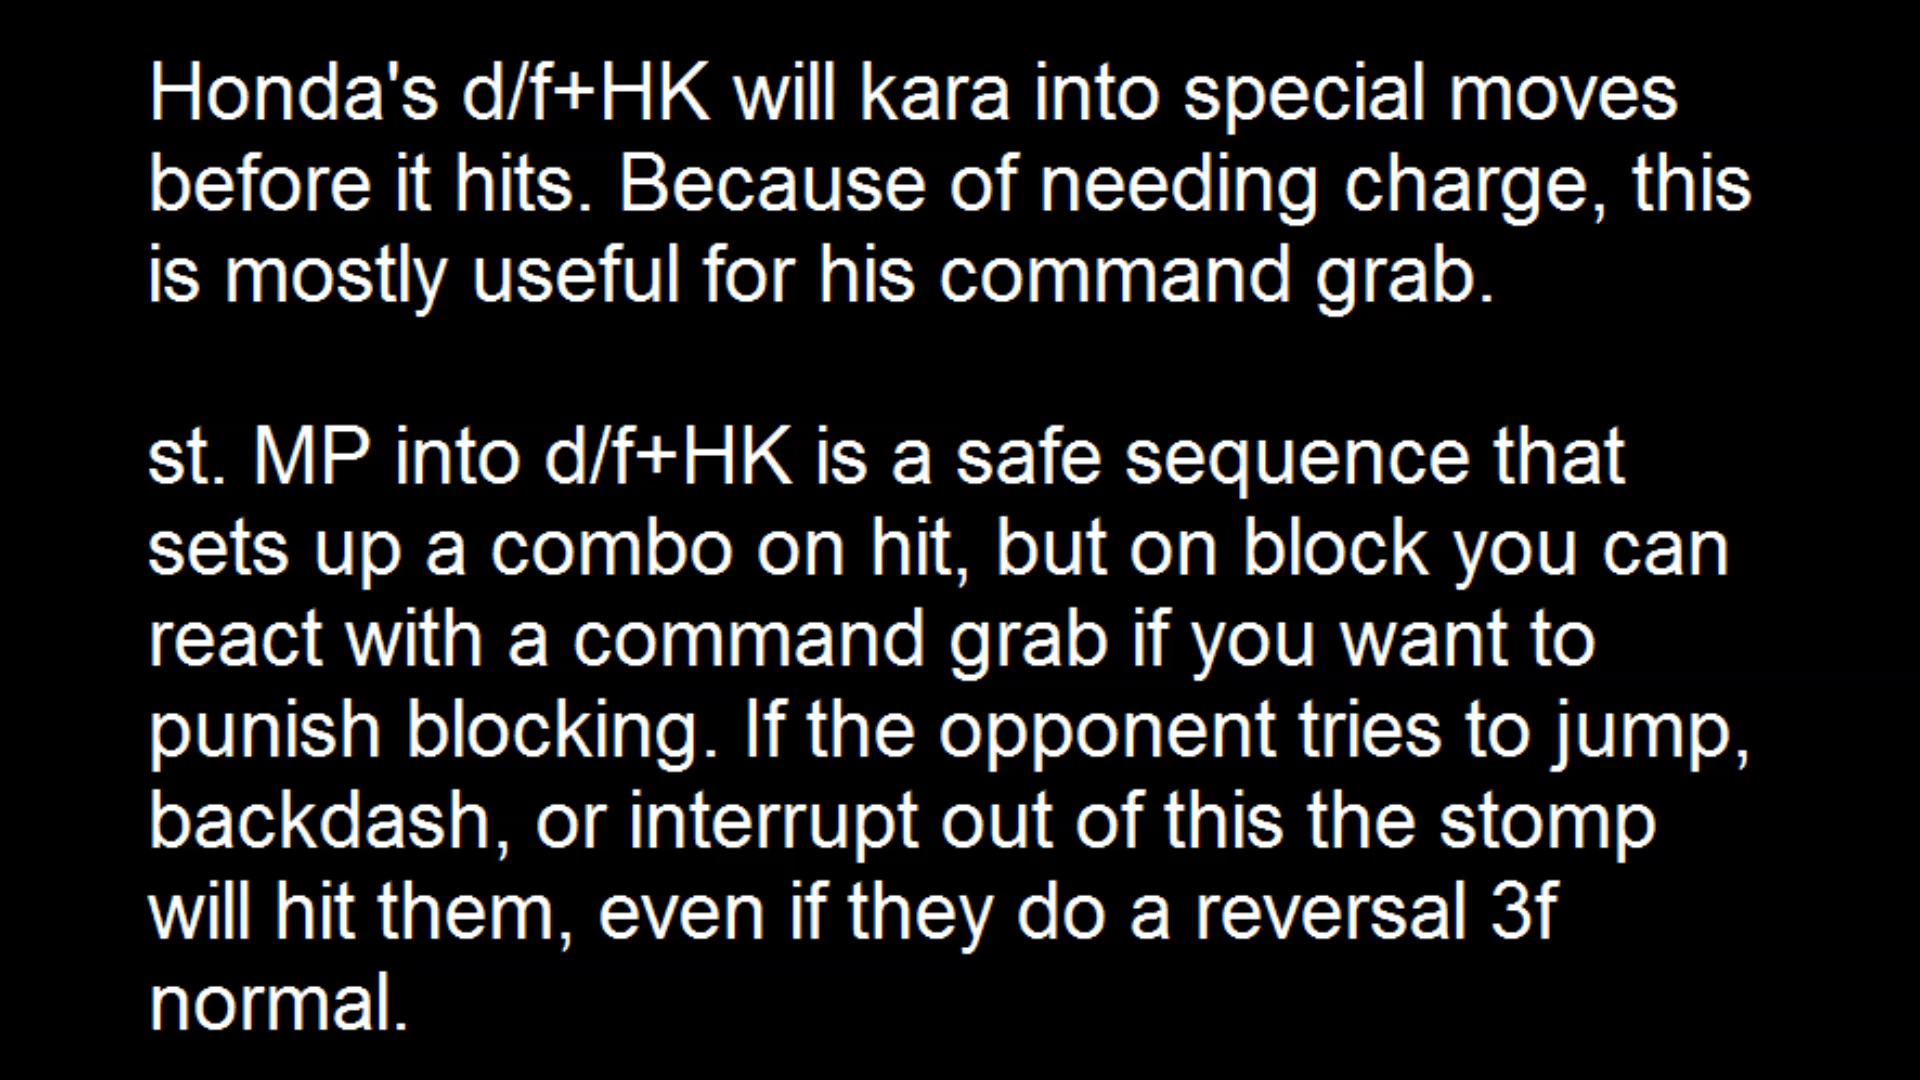 Honda's d/f+HK will kara into special moves
before it hits. Because of needing charge, this
is mostly useful for his command grab.
st. MP into d/f+HK is a safe sequence that
sets up a combo on hit, but on block you can
react with a command grab if you want to
punish blocking. If the opponent tries to jump,
backdash, or interrupt out of this the stomp
will hit them, even if they do a reversal 3f
normal.